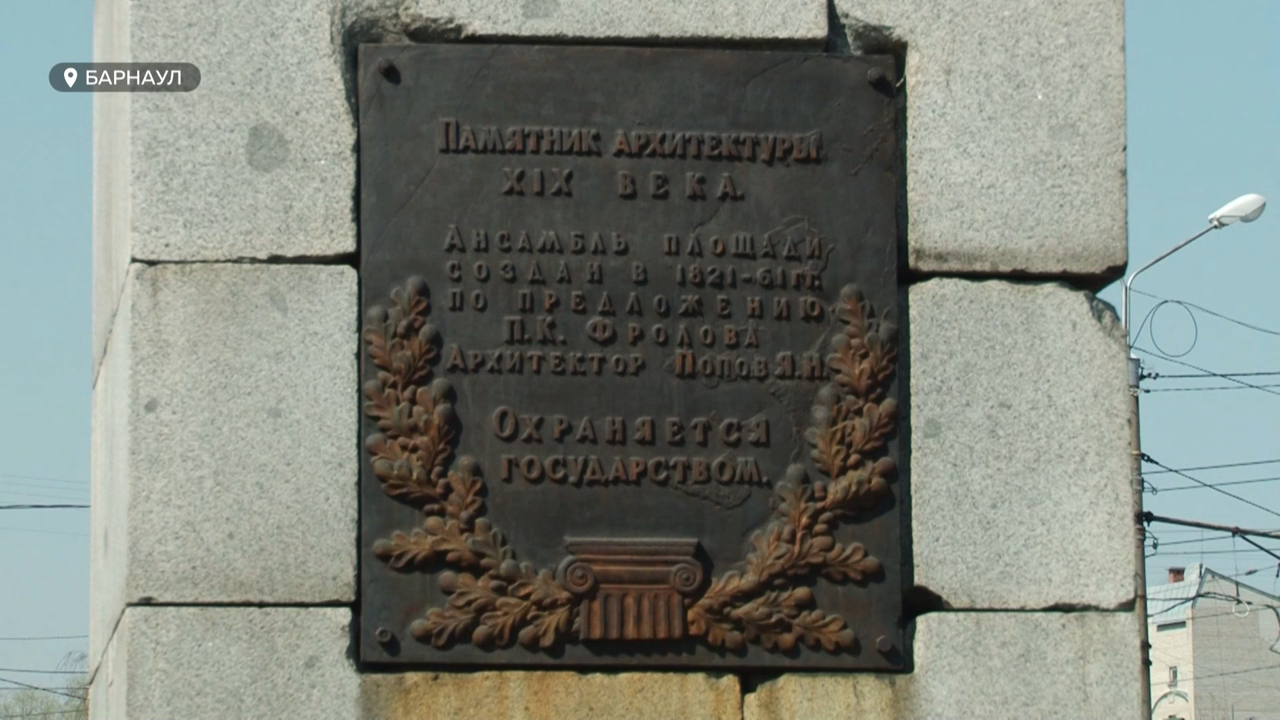 БАРНАУЛ
ПАМЯТНИК АРХИТЕКТУРЫ
XIX ВЕКА.
АНСАМБЛЬ ПЛОЩАДИ
СОЗДАН В 1821-61 ГГ.
ПО ПРЕДЛОЖЕНИЮ
П.К. ФРОЛОВА
АРХИТЕКТОР ПОПОВ Я.Н.
ОХРАНЯЕТСЯ
ГОСУДАРСТВОМ.